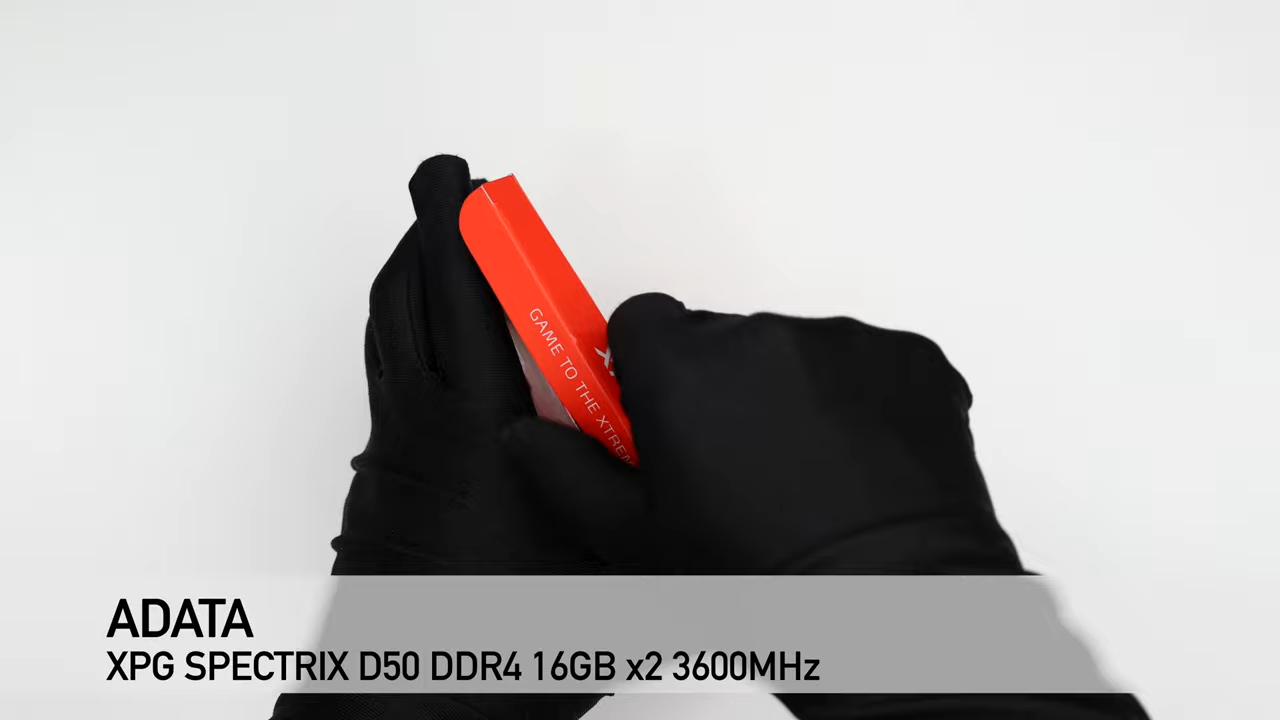 GAME TO THE XTREM
ADATA
XPG SPECTRIX D50 DDR4 16GB x2 3600MHz